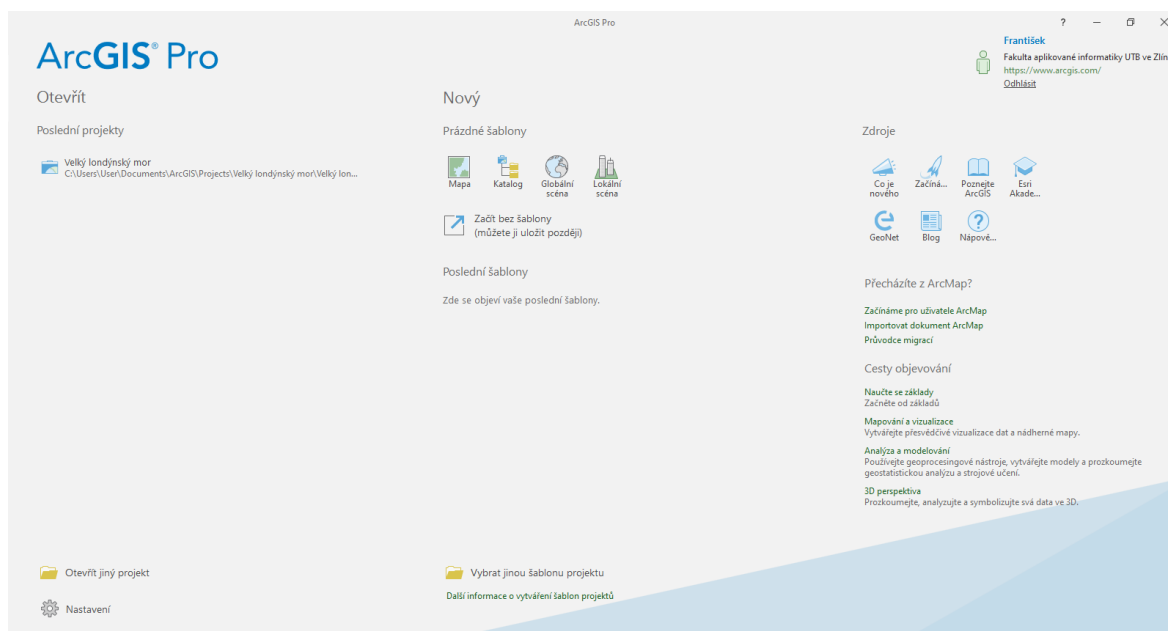 ArcGIS Pro
?
ArcGIS® Pro
František
Fakulta aplikované informatiky UTB ve Zlín
https://www.arcgis.com/
Odhlásit
Otevřít
Poslední projekty
Velký londýnský mor
C:\Users\User\Documents\ArcGIS\Projects\Velký londýnský mor\Velký lon...
Otevřít jiný projekt
Nastavení
Nový
Prázdné šablony
Mapa
Katalog
Globální
scéna
Lokální
scéna
Začít bez šablony
(můžete ji uložit později)
Poslední šablony
Zde se objeví vaše poslední šablony.
Vybrat jinou šablonu projektu
Další informace o vytváření šablon projektů
Zdroje
Co je
nového
Začíná...
Poznejte
ArcGIS
Esri
Akade...
GeoNet
Blog
Nápově...
Přecházíte z ArcMap?
Začínáme pro uživatele ArcMap
Importovat dokument ArcMap
Průvodce migrací
Cesty objevování
Naučte se základy
Začněte od základů
Mapování a vizualizace
Vytvářejte přesvědčivé vizualizace dat a nádherné mapy.
Analýza a modelování
Používejte geoprocesingové nástroje, vytvářejte modely a prozkoumejte
geostatistickou analýzu a strojové učení.
3D perspektiva
Prozkoumejte, analyzujte a symbolizujte svá data ve 3D.